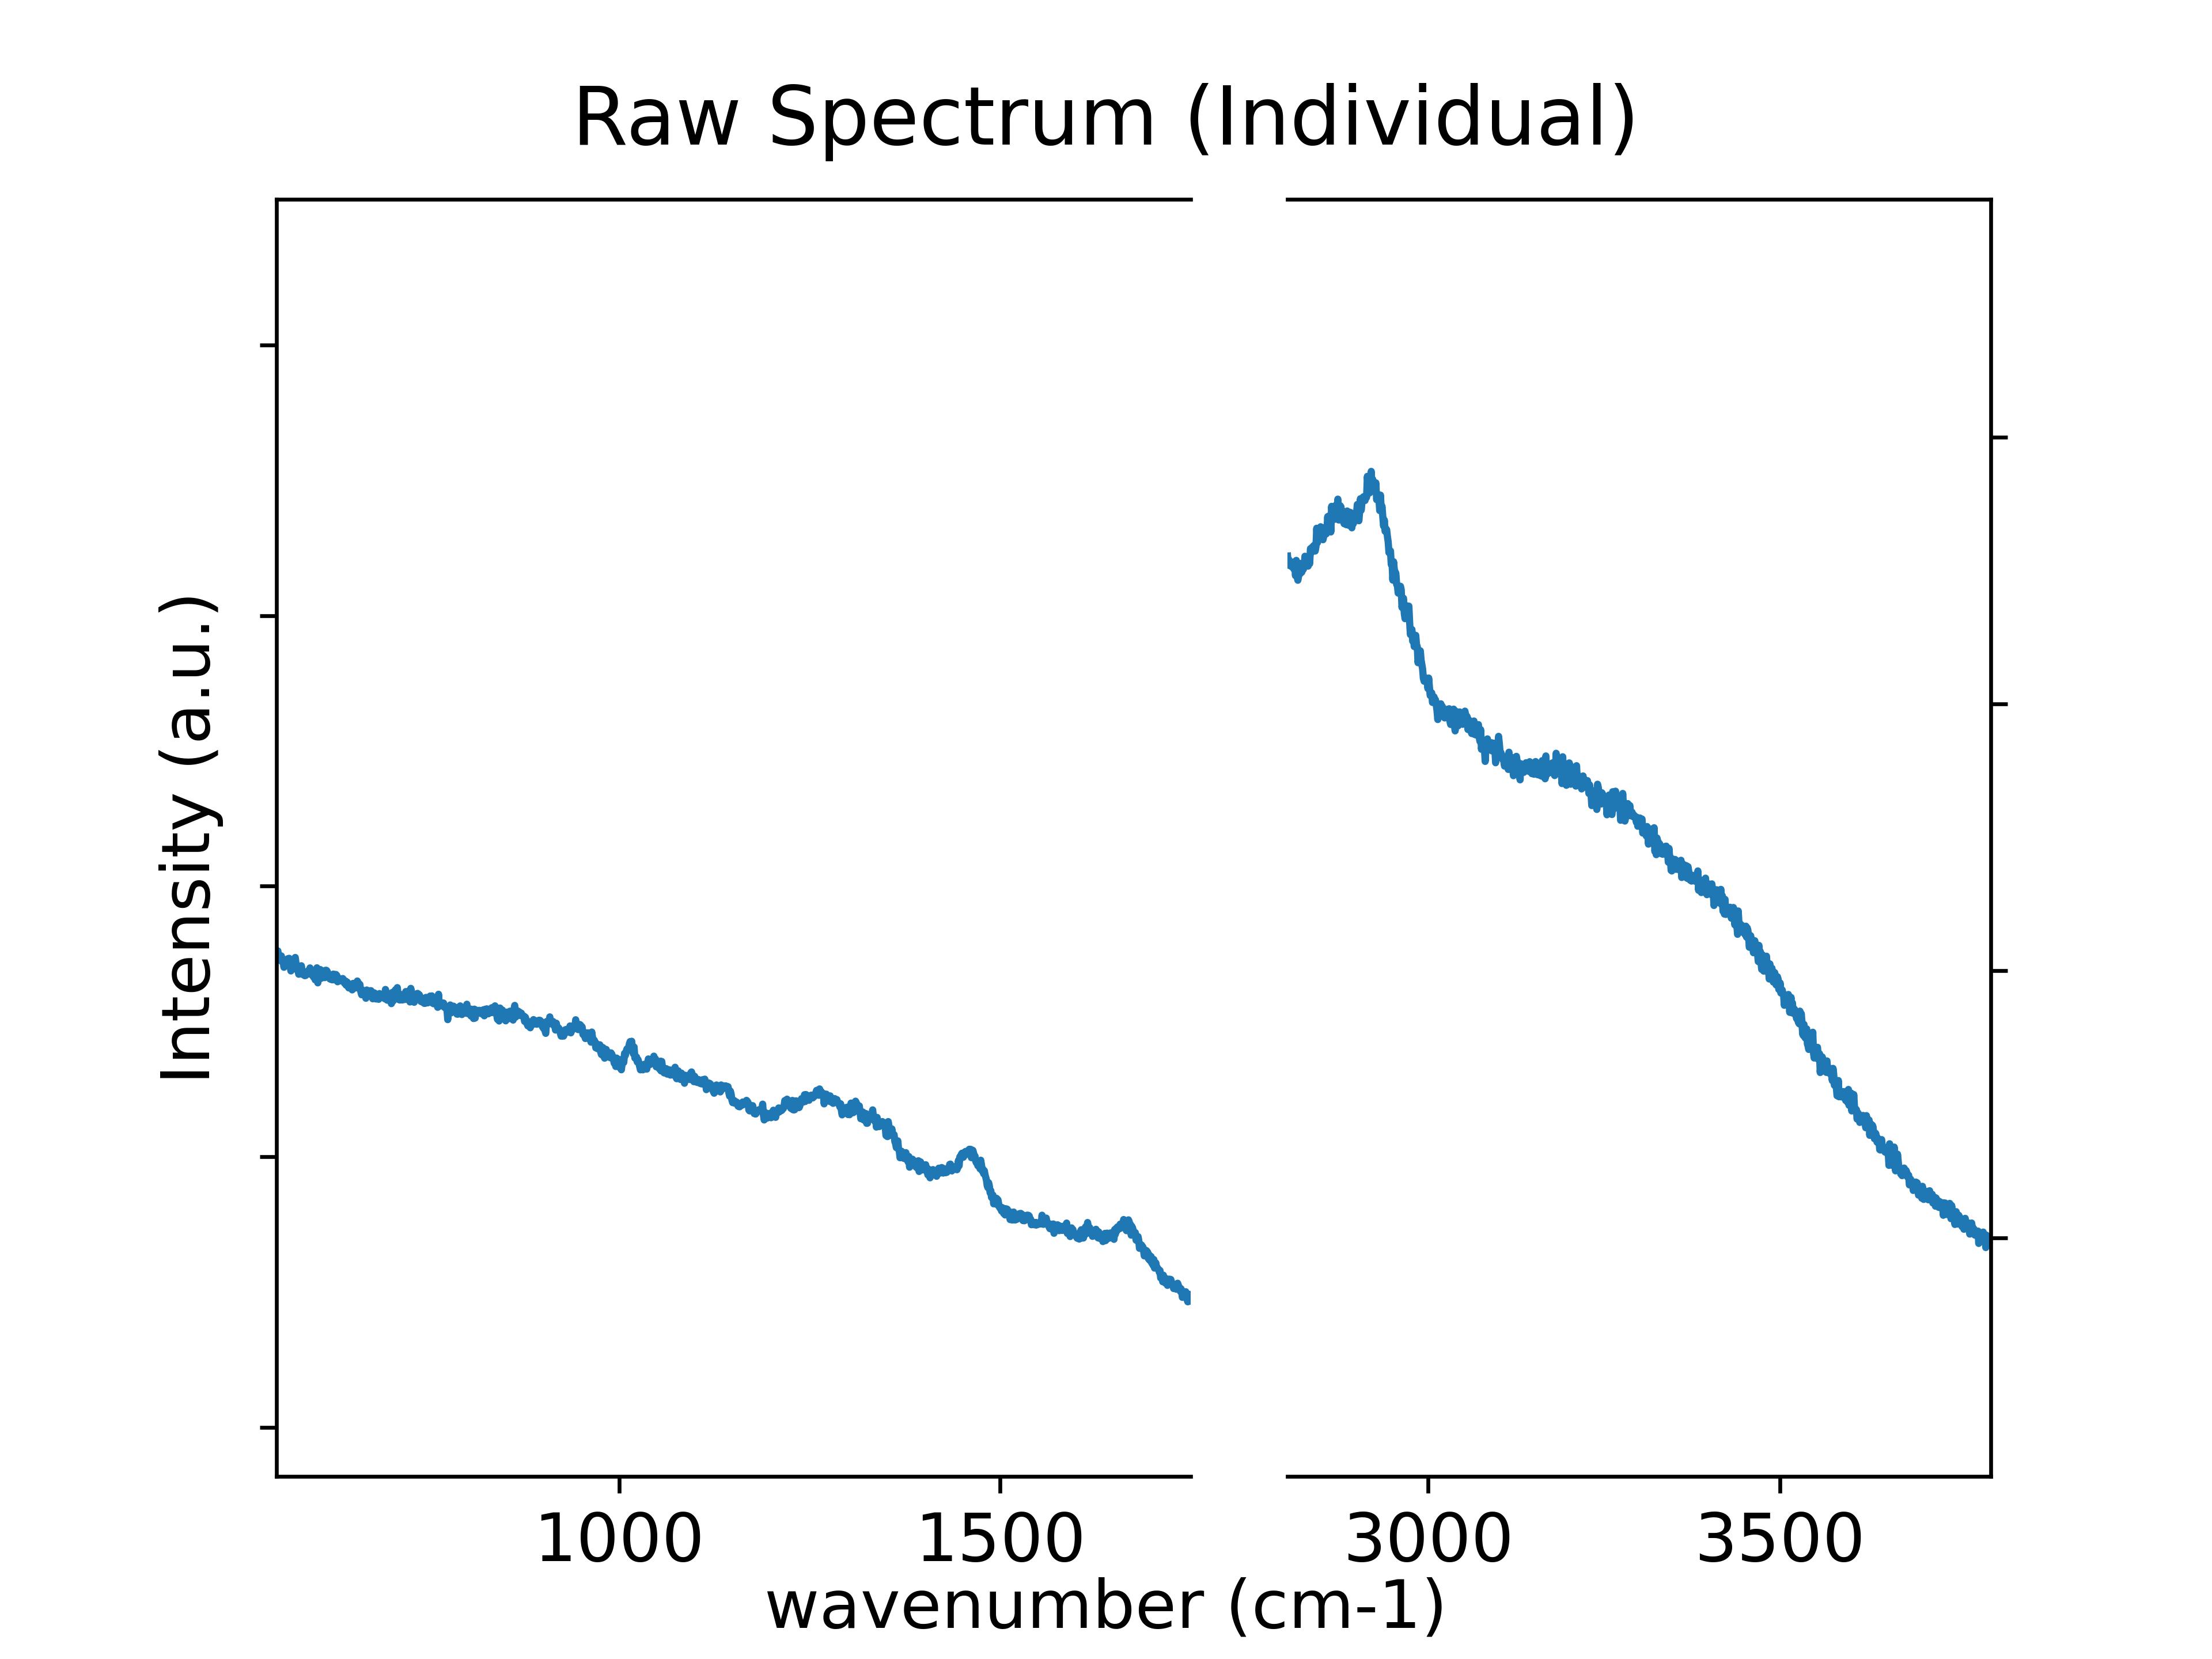 Raw Spectrum (Individual)
Intensity (a.u.)
1000 1500 3000 3500
wavenumber (cm-1)